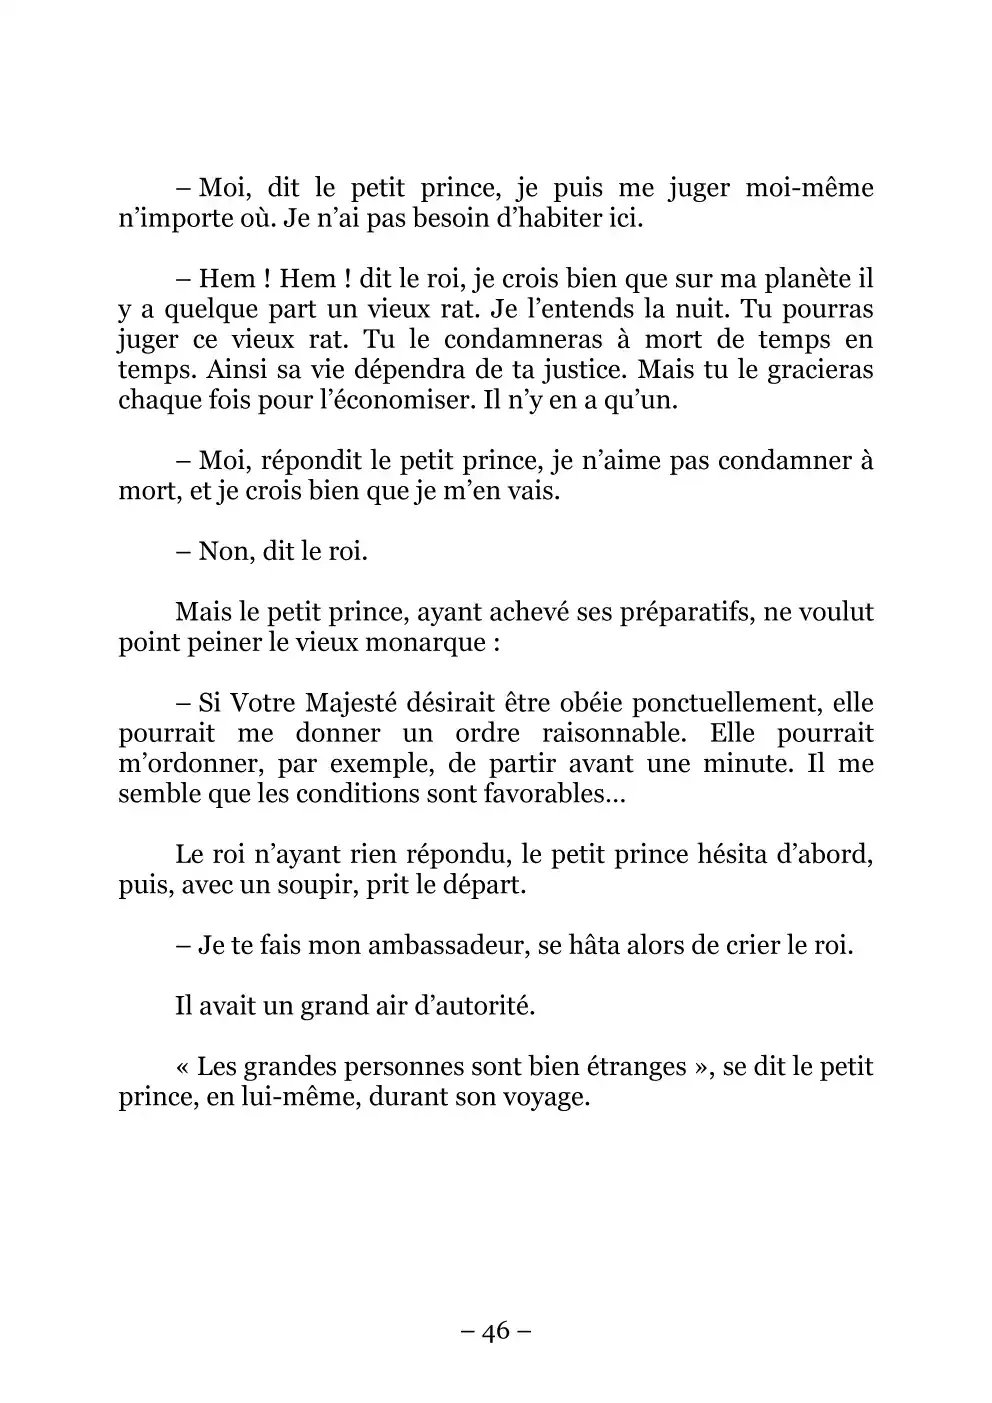 – Moi, dit le petit prince, je puis me juger moi-même
n’importe où. Je n’ai pas besoin d’habiter ici.
– Hem ! Hem ! dit le roi, je crois bien que sur ma planète il
y a quelque part un vieux rat. Je l’entends la nuit. Tu pourras
juger ce vieux rat. Tu le condamneras à mort de temps en
temps. Ainsi sa vie dépendra de ta justice. Mais tu le gracieras
chaque fois pour l’économiser. Il n’y en a qu’un.
– Moi, répondit le petit prince, je n’aime pas condamner à
mort, et je crois bien que je m’en vais.
– Non, dit le roi.
Mais le petit prince, ayant achevé ses préparatifs, ne voulut
point peiner le vieux monarque :
– Si Votre Majesté désirait être obéie ponctuellement, elle
pourrait me donner un ordre raisonnable. Elle pourrait
m’ordonner, par exemple, de partir avant une minute. Il me
semble que les conditions sont favorables…
Le roi n’ayant rien répondu, le petit prince hésita d’abord,
puis, avec un soupir, prit le départ.
– Je te fais mon ambassadeur, se hâta alors de crier le roi.
Il avait un grand air d’autorité.
« Les grandes personnes sont bien étranges », se dit le petit
prince, en lui-même, durant son voyage.
– 46 –